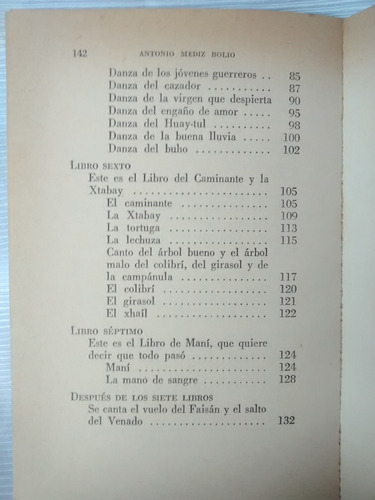 142 ANTONIO MEDIZ BOLIO
Danza de los jóvenes guerreros .. 85
Danza del cazador ........... 87
Danza de la virgen que despierta 90
Danza del engaño de amor ..... 95
Danza del Huay-tul .......... 98
Danza de la buena lluvia ...... 100
Danza del buho ............ 102
LIBRO SEXTO
Este es el Libro del Caminante y la
Xtabay .................. 105
El caminante ............. 105
La Xtabay ............... 109
La tortuga ............... 113
La lechuza ............... 115
Canto del árbol bueno y el árbol
malo del colibrí, del girasol y de
la campánula ............ 117
El colibrí ............... 120
El girasol ............... 121
El xhaíl ................ 122
LIBRO SÉPTIMO
Este es el Libro de Maní, que quiere
decir que todo pasó ......... 124
Maní ................. 124
La mano de sangre ......... 128
DESPUÉS DE LOS SIETE LIBROS
Se canta el vuelo del Faisán y el salto
del Venado ............... 132